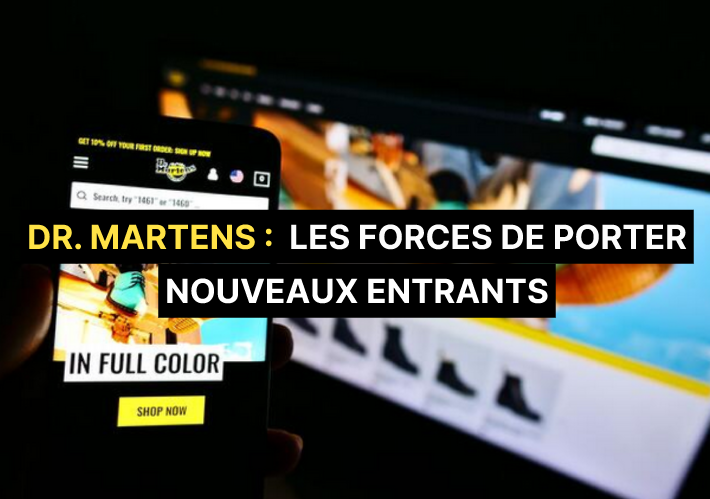 GET 10% OFF YOUR FIRST ORDER: SIGN UP NOW
Dr. Martens
0
Search, try "1461" or "1460"
DR. MARTENS : LES FORCES DE PORTER
NOUVEAUX ENTRANTS
IN FULL COLOR
SHOP NOW